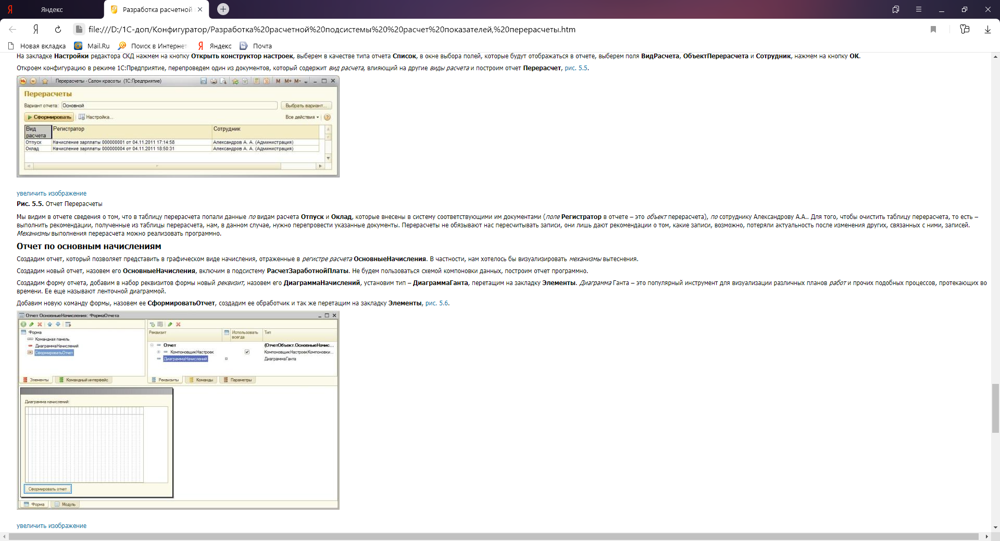 Яндекс
Разработка расчетной
file:///D:/1С-доп/Конфигуратор/Разработка%20расчетной%20подсистемы%20%20расчет%20показателей,%20перерасчеты.htm
Новая вкладка Mail.Ru Поиск в Интернет Яндекс Почта
На закладке Настройки редактора СКД нажмем на кнопку Открыть конструктор настроек, выберем в качестве типа отчета Список, в окне выбора полей, которые будут отображаться в отчете, выберем поля ВидРасчета, ОбъектПерерасчета и Сотрудник, нажмем на кнопку ОК.
Откроем конфигурацию в режиме 1С:Предприятие, перепроведем один из документов, который содержит вид расчета, влияющий на другие виды расчета и построим отчет Перерасчет, рис. 5.5.
Перерасчеты - Салон красоты (1С:Предприятие) M M+ M-
Перерасчеты
Вариант отчета: Основной Выбрать вариант...
Сформировать Настройка... Все действия
Вид расчета Регистратор Сотрудник
Отпуск Начисление зарплаты 000000001 от 04.11.2011 17:14:58 Александров А. А. (Администрация)
Оклад Начисление зарплаты 000000004 от 04.11.2011 18:50:31 Александров А. А. (Администрация)
увеличить изображение
Рис. 5.5. Отчет Перерасчеты
Мы видим в отчете сведения о том, что в таблицу перерасчета попали данные по видам расчета Отпуск и Оклад, которые внесены в систему соответствующими им документами (поле Регистратор в отчете – это объект перерасчета), по сотруднику Александрову А.А.. Для того, чтобы очистить таблицу перерасчета, то есть –
выполнить рекомендации, полученные из таблицы перерасчета, нам, в данном случае, нужно перепровести указанные документы. Перерасчеты не обязывают нас пересчитывать записи, они лишь дают рекомендации о том, какие записи, возможно, потеряли актуальность после изменения других, связанных с ними, записей.
Механизмы выполнения перерасчета можно реализовать программно.
Отчет по основным начислениям
Создадим отчет, который позволяет представить в графическом виде начисления, отраженные в регистре расчета ОсновныеНачисления. В частности, нам хотелось бы визуализировать механизмы вытеснения.
Создадим новый отчет, назовем его ОсновныеНачисления, включим в подсистему РасчетЗаработнойПлаты. Не будем пользоваться схемой компоновки данных, построим отчет программно.
Создадим форму отчета, добавим в набор реквизитов формы новый реквизит, назовем его ДиаграммаНачислений, установим тип – ДиаграммаГанта, перетащим на закладку Элементы. Диаграмма Ганта – это популярный инструмент для визуализации различных планов работ и прочих подобных процессов, протекающих во
времени. Ее еще называют ленточной диаграммой.
Добавим новую команду формы, назовем ее СформироватьОтчет, создадим ее обработчик и так же перетащим на закладку Элементы, рис. 5.6.
Отчет ОсновныеНачисления: ФормаОтчета
Форма
Командная панель
ДиаграммаНачислений
СформироватьОтчет
Элементы Командный интерфейс
Реквизит Использовать всегда Тип
Отчет (ОтчетОбъект.ОсновныеНачис...
КомпоновщикНастроек КомпоновщикНастроекКомпоновки...
ДиаграммаНачислений ДиаграммаГанта
Реквизиты Команды Параметры
Диаграмма начислений:
Сформировать отчет
Форма Модуль
увеличить изображение